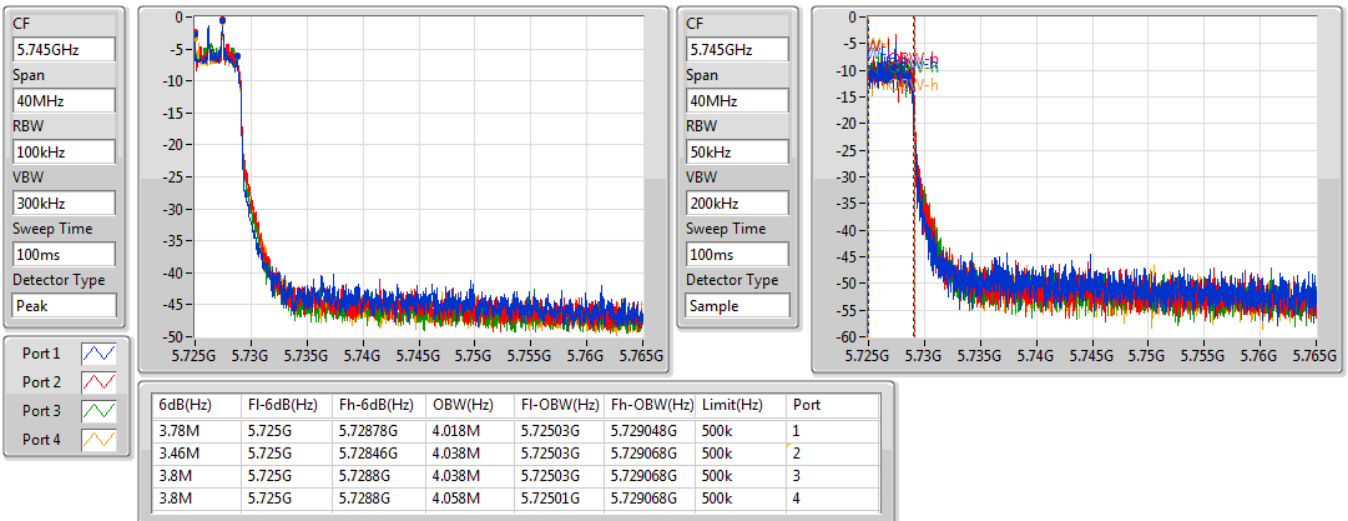 CF
5.745GHz
Span
40MHz
RBW
100kHz
VBW
300kHz
Sweep Time
100ms
Detector Type
Peak
Port 1
Port 2
Port 3
Port 4
0
-5
-10
-15
-20
-25
-30
-35
-40
-45
-50
5.725G 5.73G 5.735G 5.74G 5.745G 5.75G 5.755G 5.76G 5.765G
CF
5.745GHz
Span
40MHz
RBW
50kHz
VBW
200kHz
Sweep Time
100ms
Detector Type
Sample
0
-5
-10
-15
-20
-25
-30
-35
-40
-45
-50
-55
-60
5.725G 5.73G 5.735G 5.74G 5.745G 5.75G 5.755G 5.76G 5.765G
6dB(Hz) Fl-6dB(Hz) Fh-6dB(Hz) OBW(Hz) Fl-OBW(Hz) Fh-OBW(Hz) Limit(Hz) Port
3.78M 5.725G 5.72878G 4.018M 5.72503G 5.729048G 500k 1
3.46M 5.725G 5.72846G 4.038M 5.72503G 5.729068G 500k 2
3.8M 5.725G 5.7288G 4.038M 5.72503G 5.729068G 500k 3
3.8M 5.725G 5.7288G 4.058M 5.72501G 5.729068G 500k 4